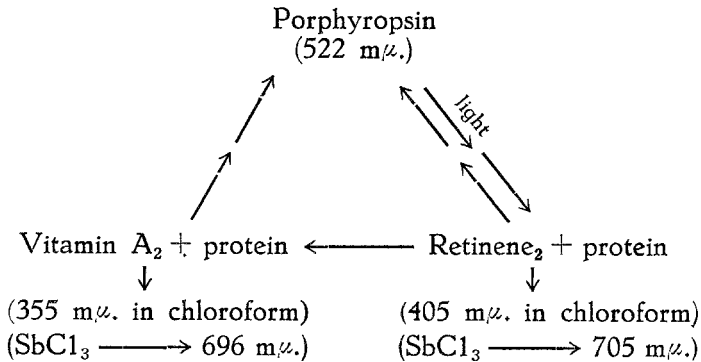 Porphyropsin
(522 mμ.)
light
Vitamin A₂ + protein ← Retinene₂ + protein
(355 mμ. in chloroform) (405 mμ. in chloroform)
(SbCl₃ → 696 mμ.) (SbCl₃ → 705 mμ.)